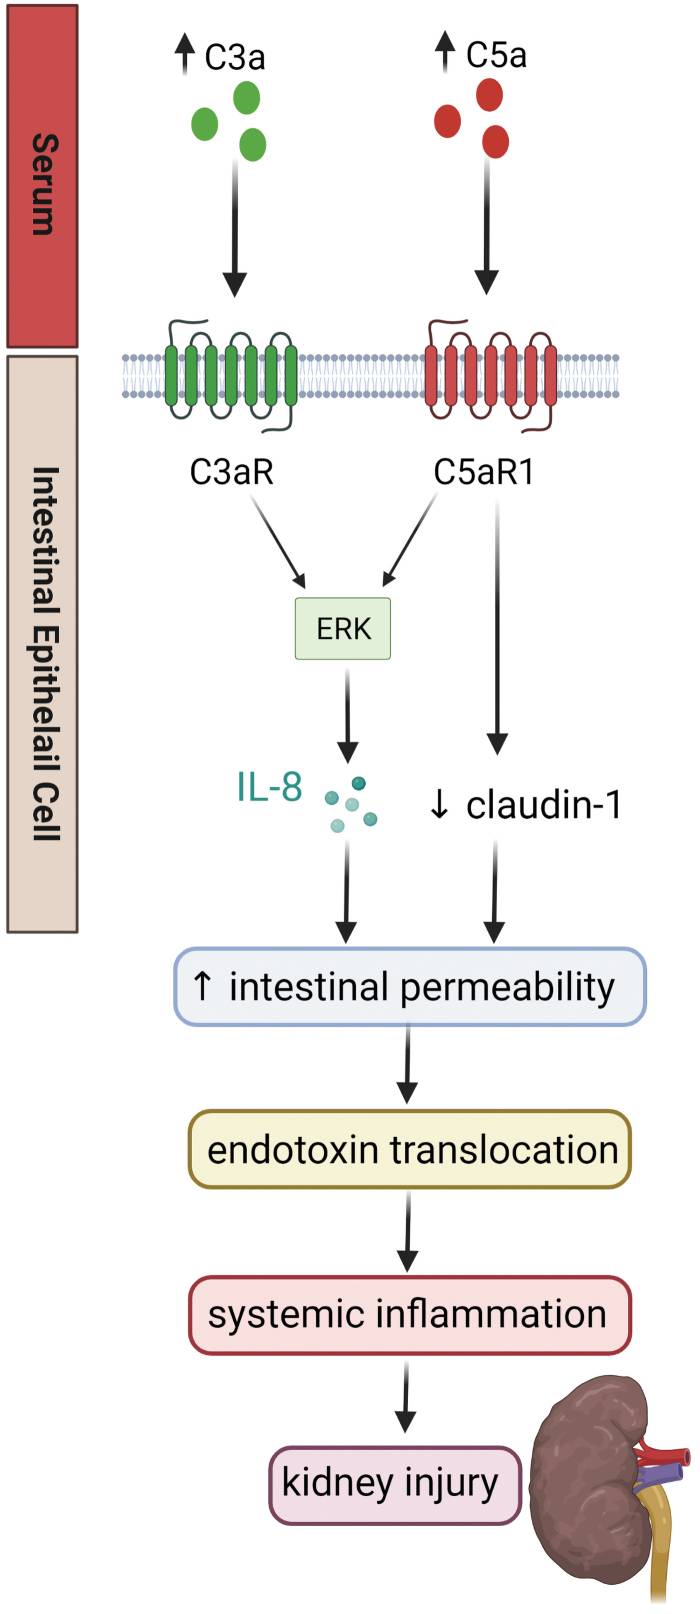 Serum
Intestinal Epithelail Cell
↑ C3a
↑ C5a
C3aR
C5aR1
ERK
IL-8
↓ claudin-1
↑ intestinal permeability
endotoxin translocation
systemic inflammation
kidney injury